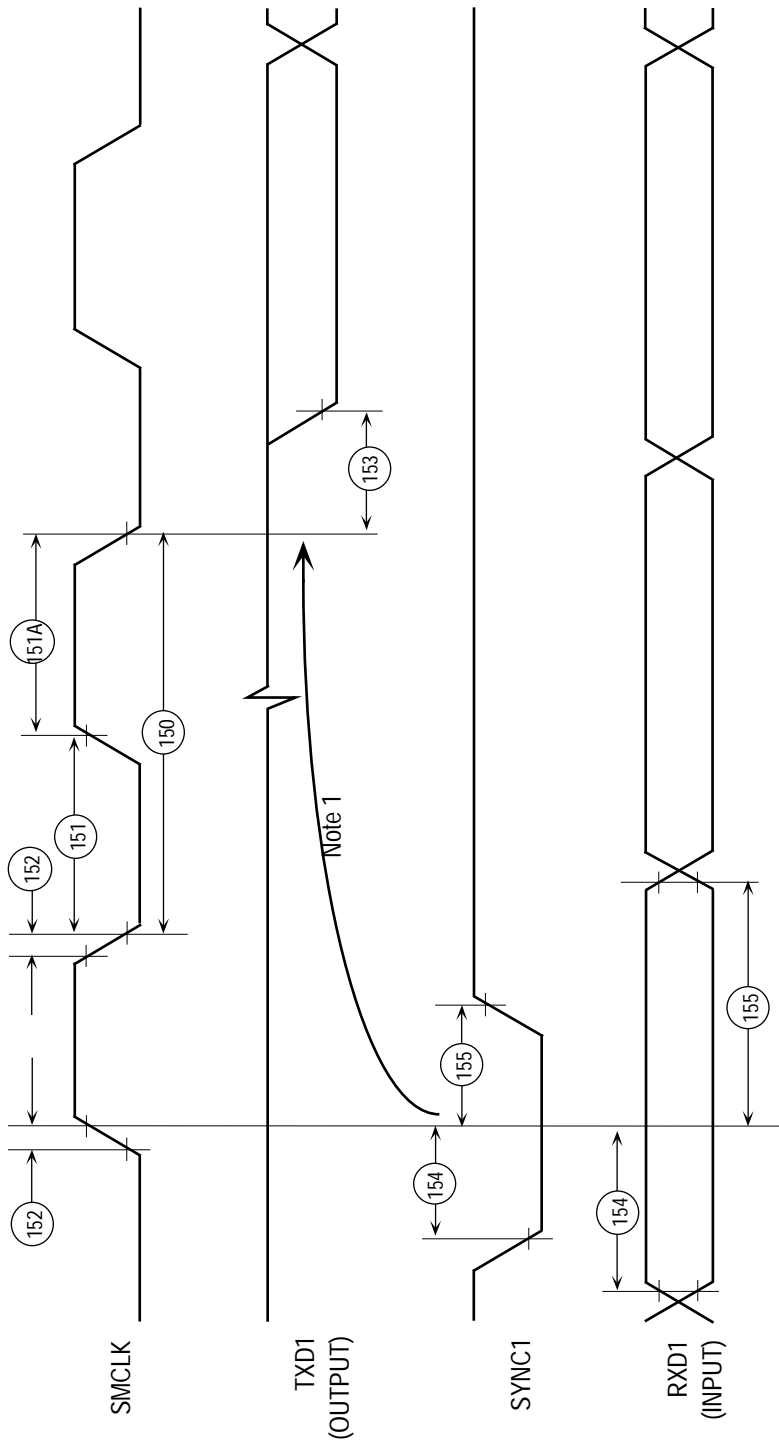 SMCLK
152
152
151
151A
150
TXD1
(OUTPUT)
Note 1
153
SYNC1
154
155
RXD1
(INPUT)
154
155